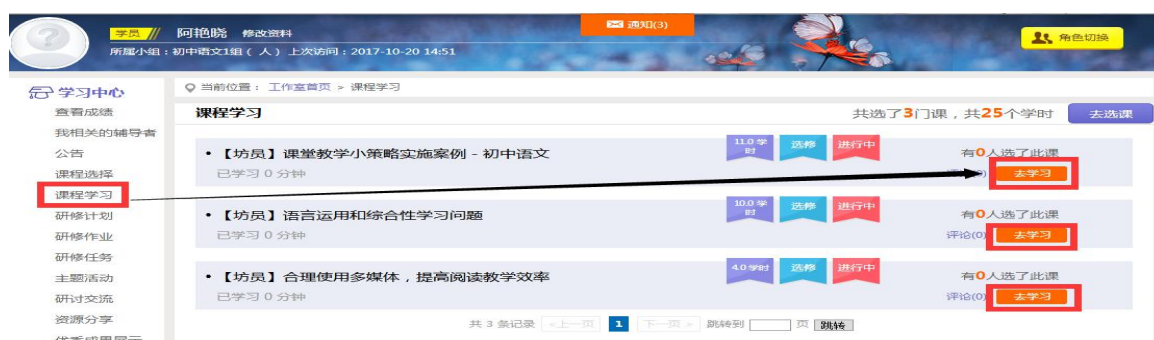 学员 // 阿艳晓 修改资料
通知(3)
角色切换
所属小组：初中语文1组（ 人）上次访问：2017-10-20 14:51
学习中心
查看成绩
我相关的辅导者
公告
课程选择
课程学习
研修计划
研修作业
研修任务
主题活动
研讨交流
资源分享
优秀成果展示
当前位置： 工作室首页 > 课程学习
课程学习
共选了3门课，共25个学时
去选课
• 【坊员】课堂教学小策略实施案例 - 初中语文
11.0 学时
选修
进行中
有0人选了此课
已学习 0 分钟
去学习
• 【坊员】语言运用和综合性学习问题
10.0 学时
选修
进行中
有0人选了此课
已学习 0 分钟
评论(0)
去学习
• 【坊员】合理使用多媒体，提高阅读教学效率
4.0 学时
选修
进行中
有0人选了此课
已学习 0 分钟
评论(0)
去学习
共 3 条记录 «上一页 1 下一页 » 跳转到 页 跳转